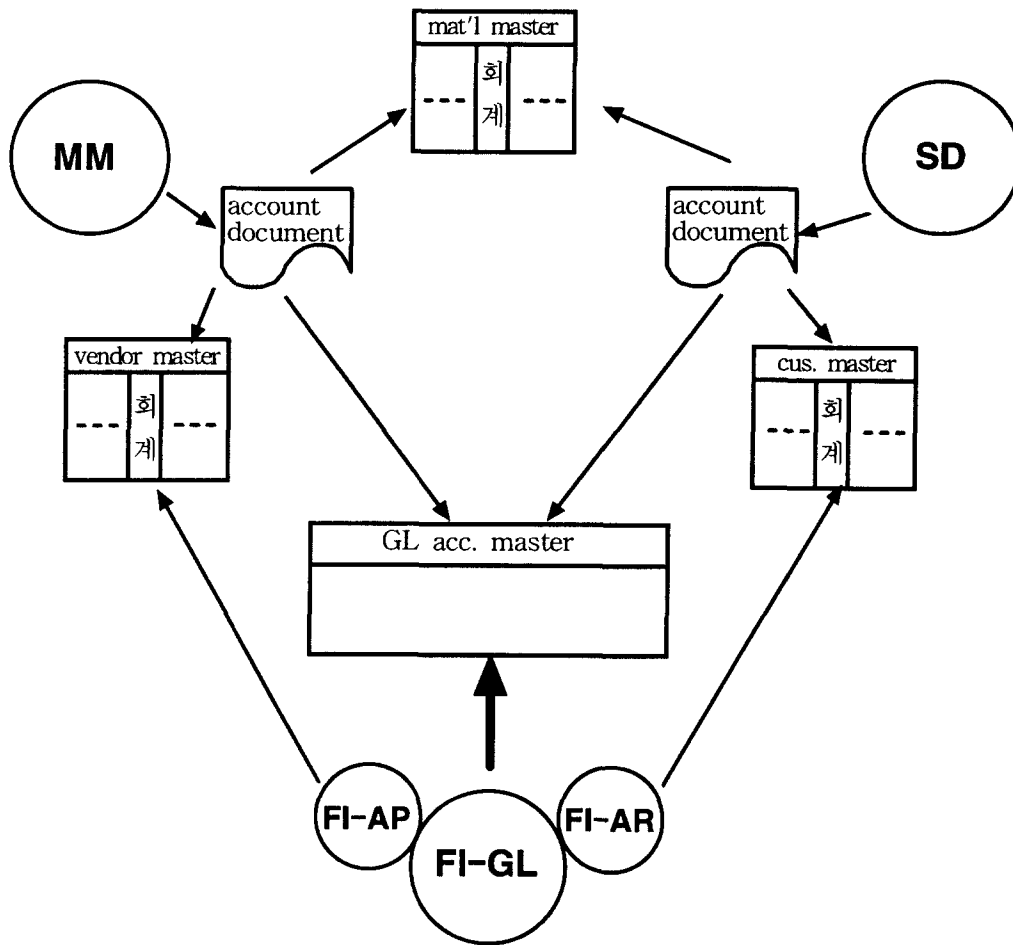 mat'l master
--- 회 ---
계
MM
SD
account
document
account
document
vendor master
--- 회 ---
계
cus. master
--- 회 ---
계
GL acc. master
FI-AP
FI-GL
FI-AR